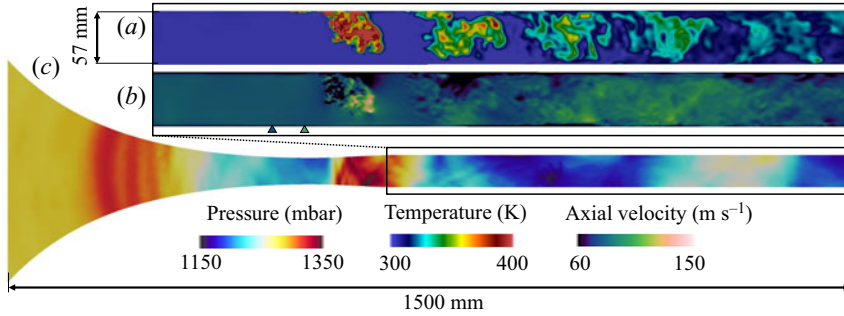 (a)
57 mm
(c)
(b)
Pressure (mbar) Temperature (K) Axial velocity (m s⁻¹)
1150 1350 300 400 60 150
1500 mm